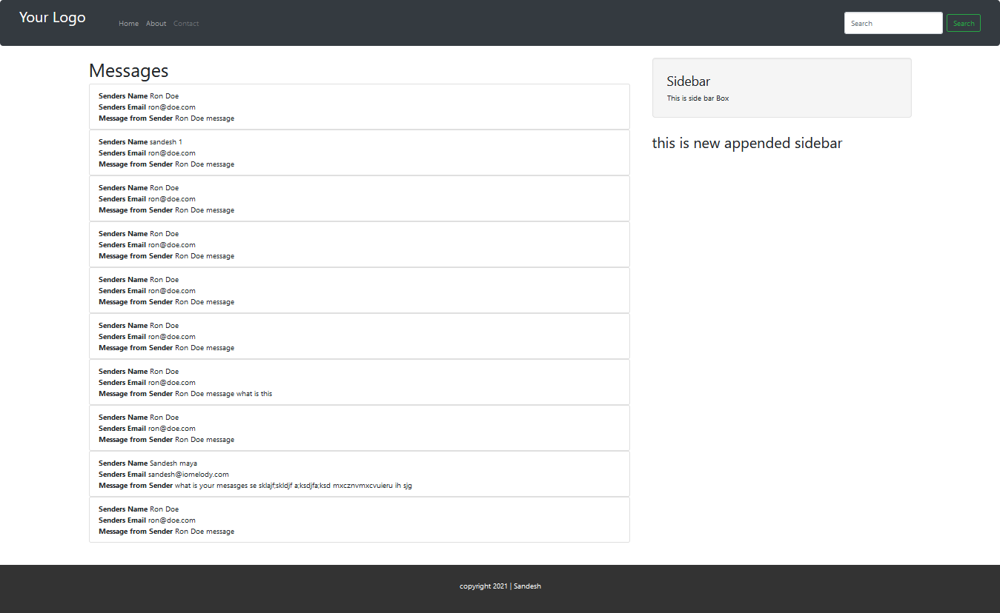 Your Logo
Home About Contact
Search Search
Messages
Senders Name Ron Doe
Senders Email ron@doe.com
Message from Sender Ron Doe message
Senders Name sandesh 1
Senders Email ron@doe.com
Message from Sender Ron Doe message
Senders Name Ron Doe
Senders Email ron@doe.com
Message from Sender Ron Doe message
Senders Name Ron Doe
Senders Email ron@doe.com
Message from Sender Ron Doe message
Senders Name Ron Doe
Senders Email ron@doe.com
Message from Sender Ron Doe message
Senders Name Ron Doe
Senders Email ron@doe.com
Message from Sender Ron Doe message
Senders Name Ron Doe
Senders Email ron@doe.com
Message from Sender Ron Doe message what is this
Senders Name Ron Doe
Senders Email ron@doe.com
Message from Sender Ron Doe message
Senders Name Sandesh maya
Senders Email sandesh@iomelody.com
Message from Sender what is your mesasges se sklajf;skldjf a;ksdjfa;ksd mxcznvmxcvuieru ih sjg
Senders Name Ron Doe
Senders Email ron@doe.com
Message from Sender Ron Doe message
Sidebar
This is side bar Box
this is new appended sidebar
copyright 2021 | Sandesh